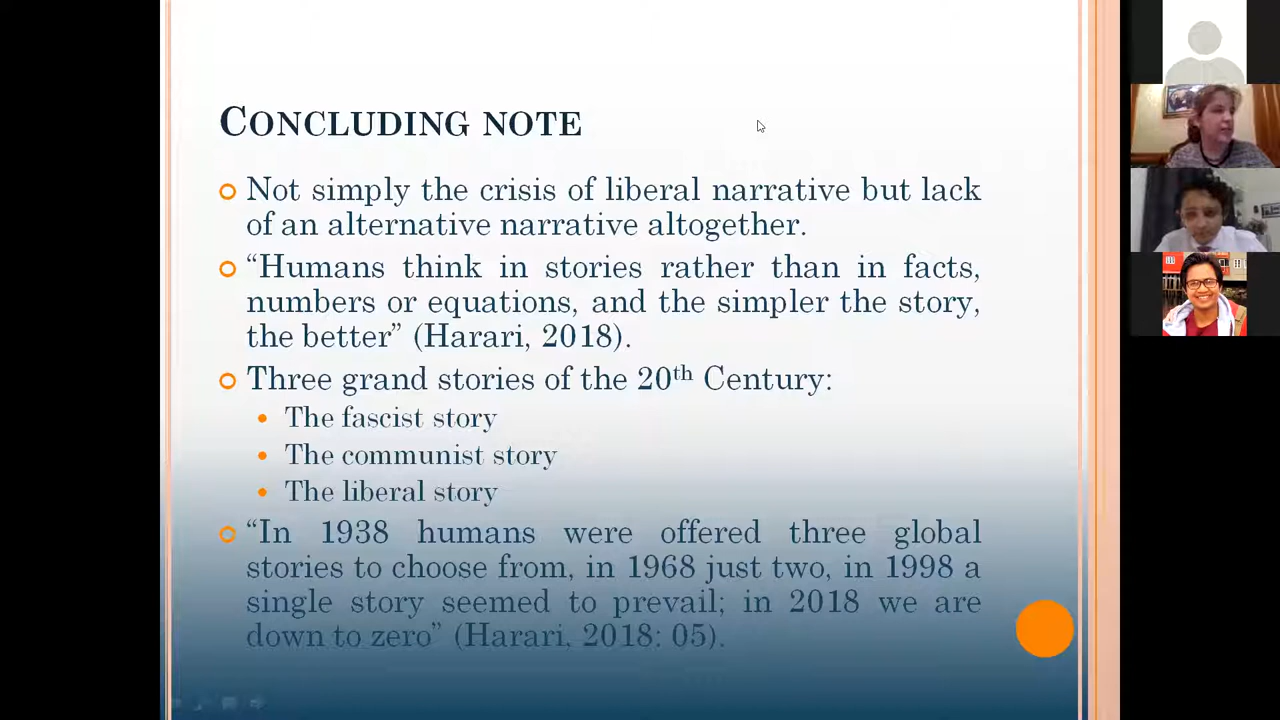 CONCLUDING NOTE
Not simply the crisis of liberal narrative but lack
of an alternative narrative altogether.
“Humans think in stories rather than in facts,
numbers or equations, and the simpler the story,
the better” (Harari, 2018).
Three grand stories of the 20th Century:
The fascist story
The communist story
The liberal story
“In 1938 humans were offered three global
stories to choose from, in 1968 just two, in 1998 a
single story seemed to prevail; in 2018 we are
down to zero” (Harari, 2018: 05).